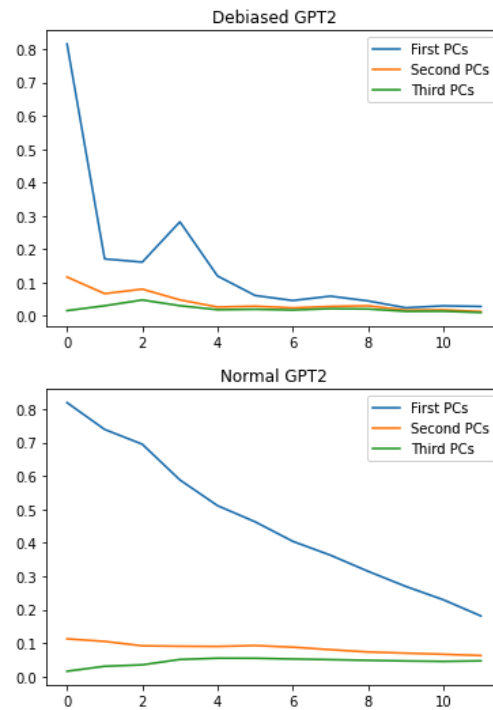 Debiased GPT2
First PCs
Second PCs
Third PCs
0.8
0.7
0.6
0.5
0.4
0.3
0.2
0.1
0.0
0 2 4 6 8 10
Normal GPT2
First PCs
Second PCs
Third PCs
0.8
0.7
0.6
0.5
0.4
0.3
0.2
0.1
0.0
0 2 4 6 8 10